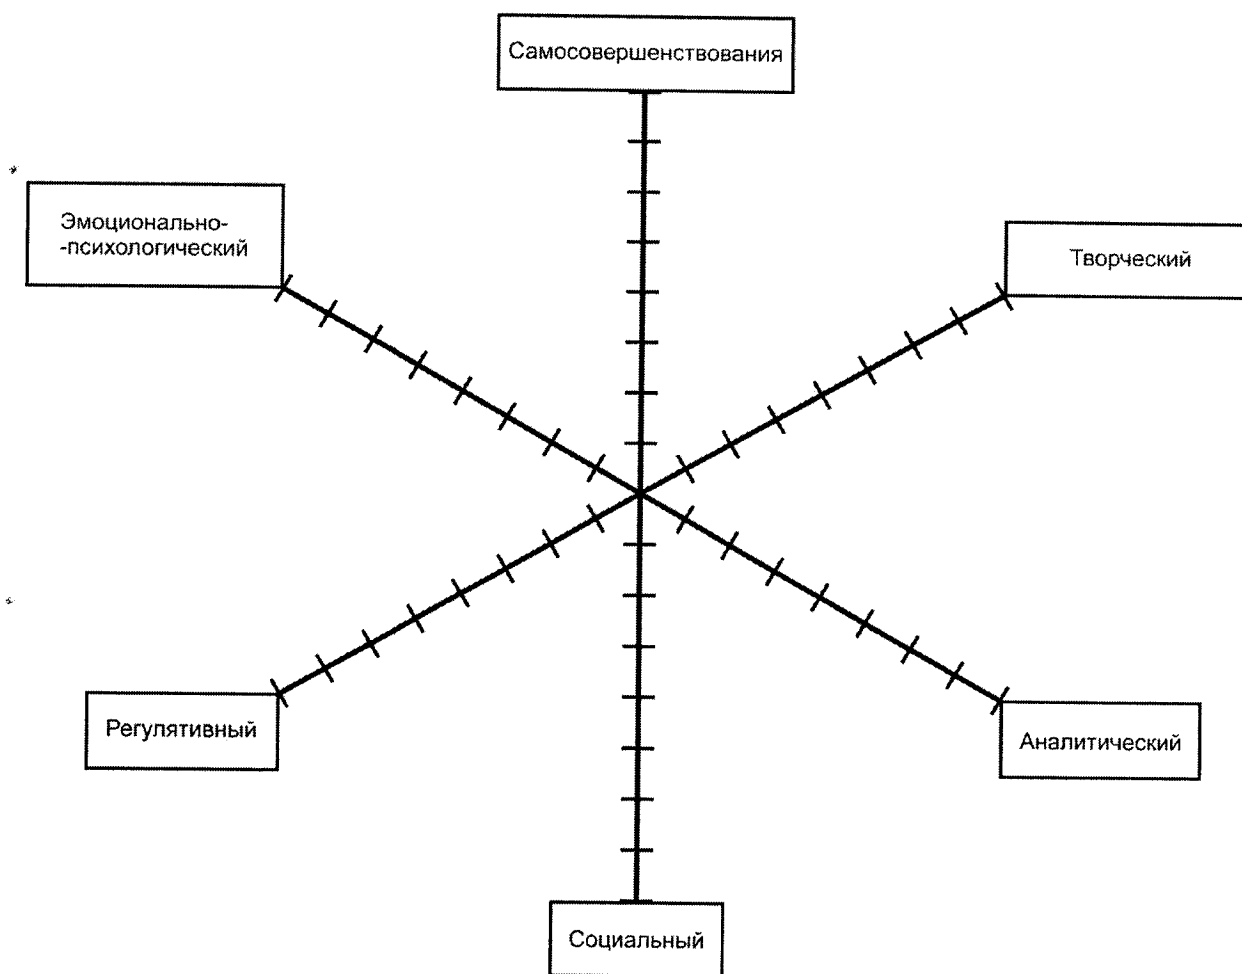 Самосовершенствования
Эмоционально-
-психологический
Творческий
Регулятивный
Аналитический
Социальный